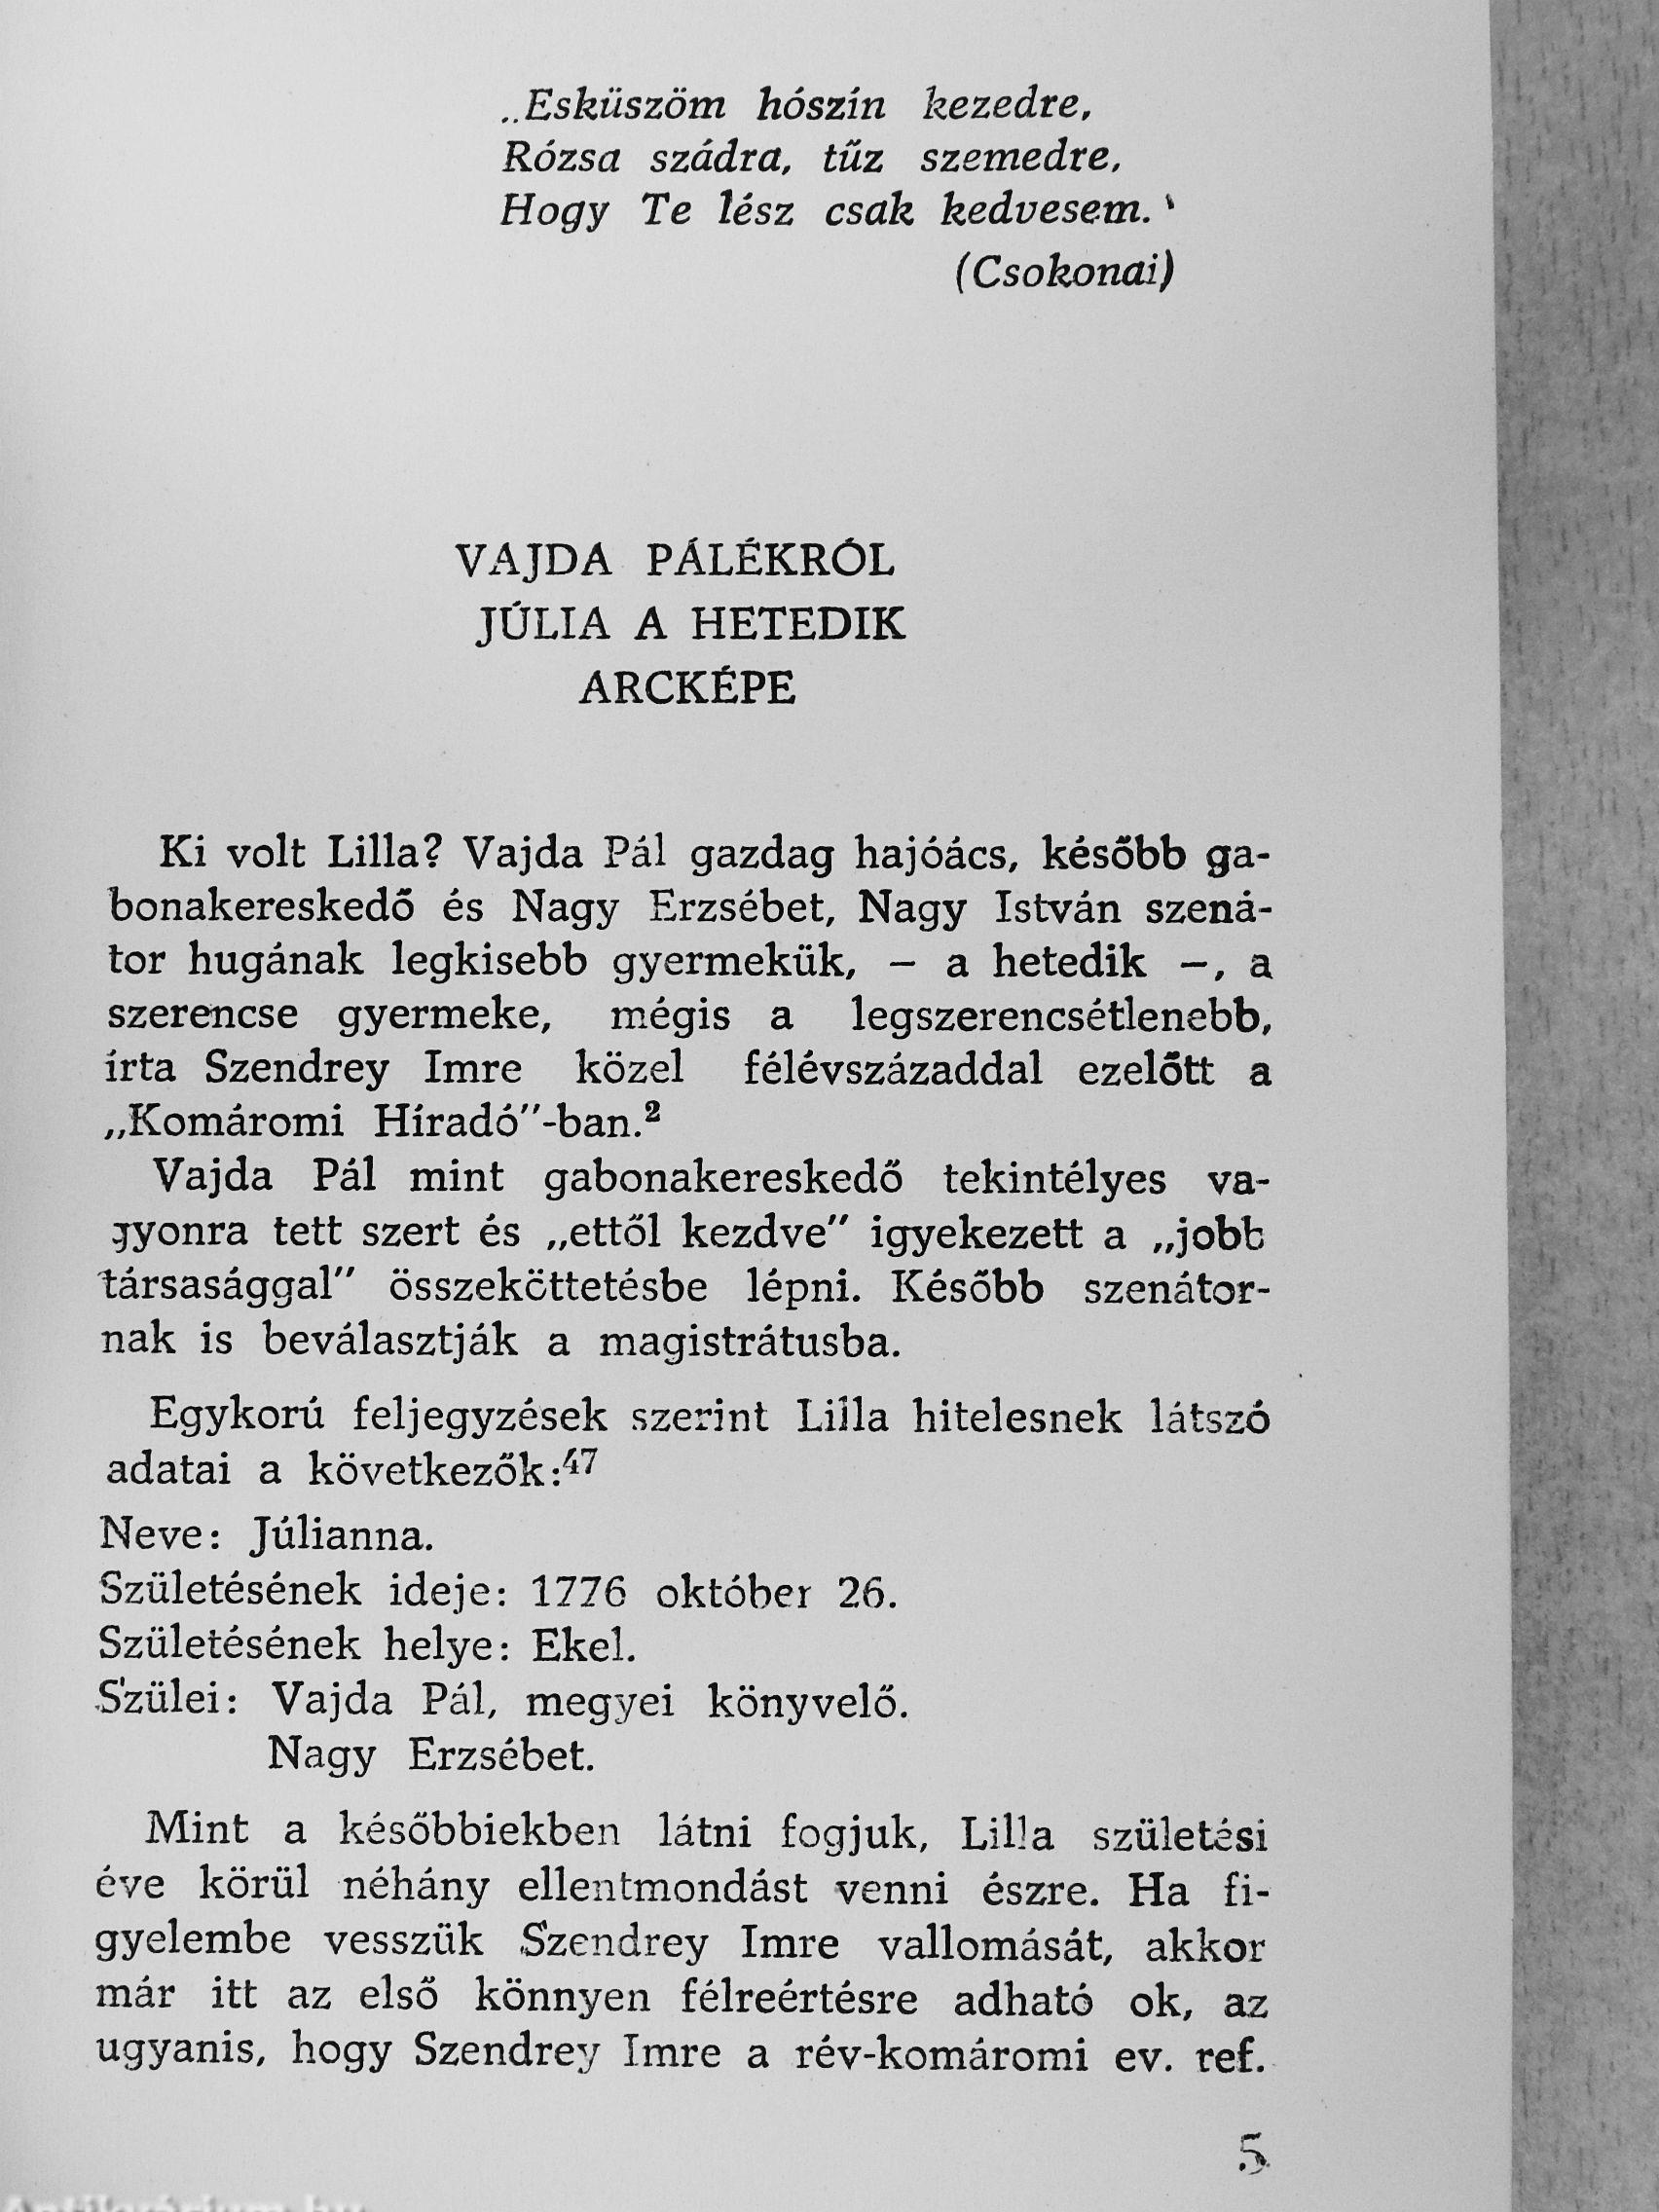 „Esküszöm hószín kezedre,
Rózsa szádra, tűz szemedre,
Hogy Te lész csak kedvesem.‛
(Csokonai)
VAJDA PÁLÉKRÓL
JÚLIA A HETEDIK
ARCKÉPE
Ki volt Lilla? Vajda Pál gazdag hajóács, később ga-
bonakereskedő és Nagy Erzsébet, Nagy István szená-
tor hugának legkisebb gyermekük, – a hetedik –, a
szerencse gyermeke, mégis a legszerencsétlenebb,
írta Szendrey Imre közel félévszázaddal ezelőtt a
„Komáromi Híradó”-ban.²
Vajda Pál mint gabonakereskedő tekintélyes va-
gyonra tett szert és „ettől kezdve” igyekezett a „jobb
társasággal” összeköttetésbe lépni. Később szenátor-
nak is beválasztják a magistrátusba.
Egykorú feljegyzések szerint Lilla hitelesnek látszó
adatai a következők:⁴⁷
Neve: Júlianna.
Születésének ideje: 1776 október 26.
Születésének helye: Ekel.
Szülei: Vajda Pál, megyei könyvelő.
Nagy Erzsébet.
Mint a későbbiekben látni fogjuk, Lilla születési
éve körül néhány ellentmondást venni észre. Ha fi-
gyelembe vesszük Szendrey Imre vallomását, akkor
már itt az első könnyen félreértésre adható ok, az
ugyanis, hogy Szendrey Imre a rév-komáromi ev. ref.
5